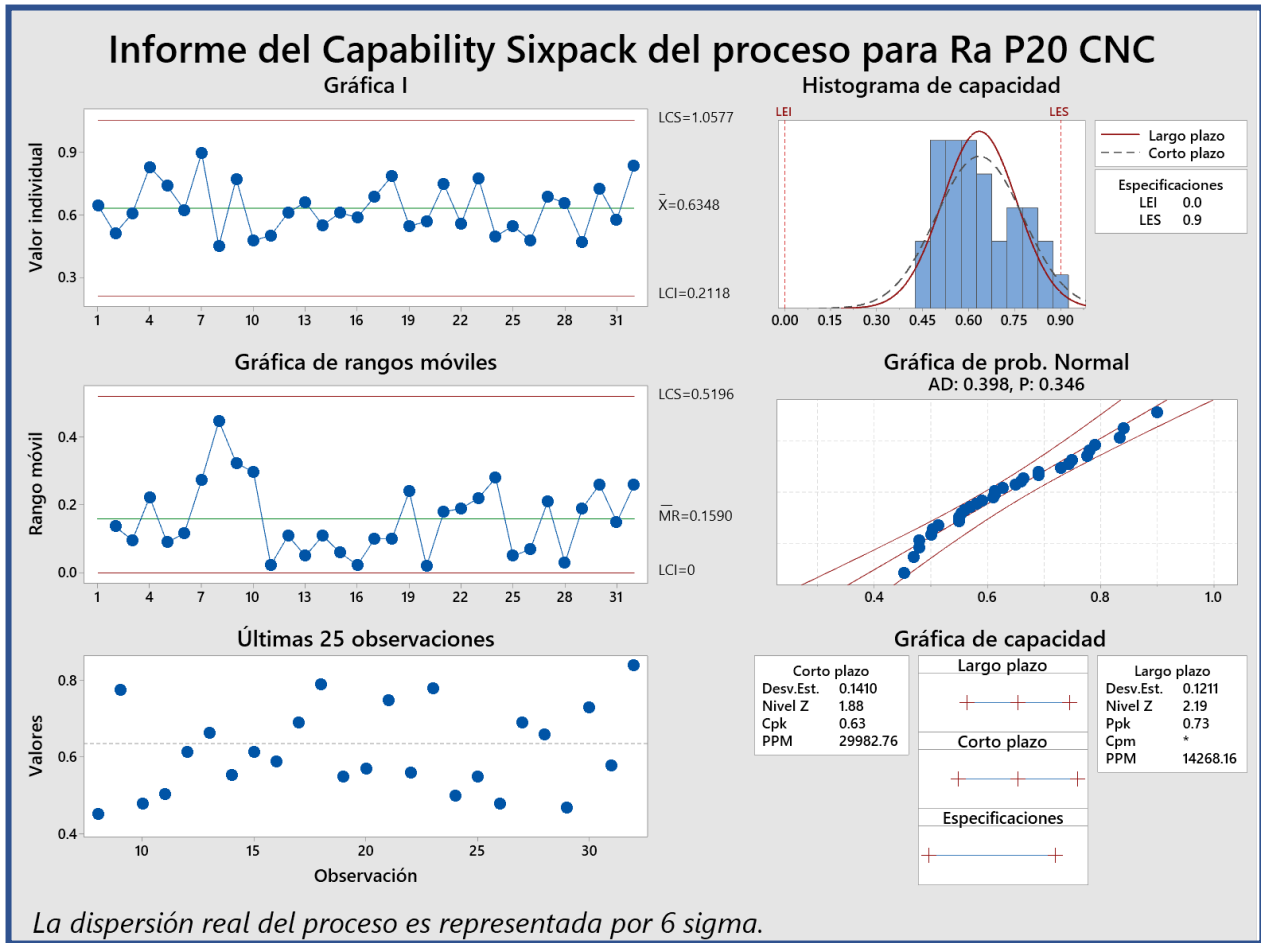 Informe del Capability Sixpack del proceso para Ra P20 CNC
Gráfica I
Valor individual
0.9
0.6
0.3
1 4 7 10 13 16 19 22 25 28 31
LCS=1.0577
X̄=0.6348
LCI=0.2118
Histograma de capacidad
LEI LES
0.00 0.15 0.30 0.45 0.60 0.75 0.90
Largo plazo
Corto plazo
Especificaciones
LEI 0.0
LES 0.9
Gráfica de rangos móviles
Rango móvil
0.4
0.2
0.0
1 4 7 10 13 16 19 22 25 28 31
LCS=0.5196
M̅R̅=0.1590
LCI=0
Gráfica de prob. Normal
AD: 0.398, P: 0.346
0.4 0.6 0.8 1.0
Últimas 25 observaciones
Valores
0.8
0.6
0.4
10 15 20 25 30
Observación
Gráfica de capacidad
Corto plazo
Desv.Est. 0.1410
Nivel Z 1.88
Cpk 0.63
PPM 29982.76
Largo plazo
Corto plazo
Especificaciones
Largo plazo
Desv.Est. 0.1211
Nivel Z 2.19
Ppk 0.73
Cpm *
PPM 14268.16
La dispersión real del proceso es representada por 6 sigma.